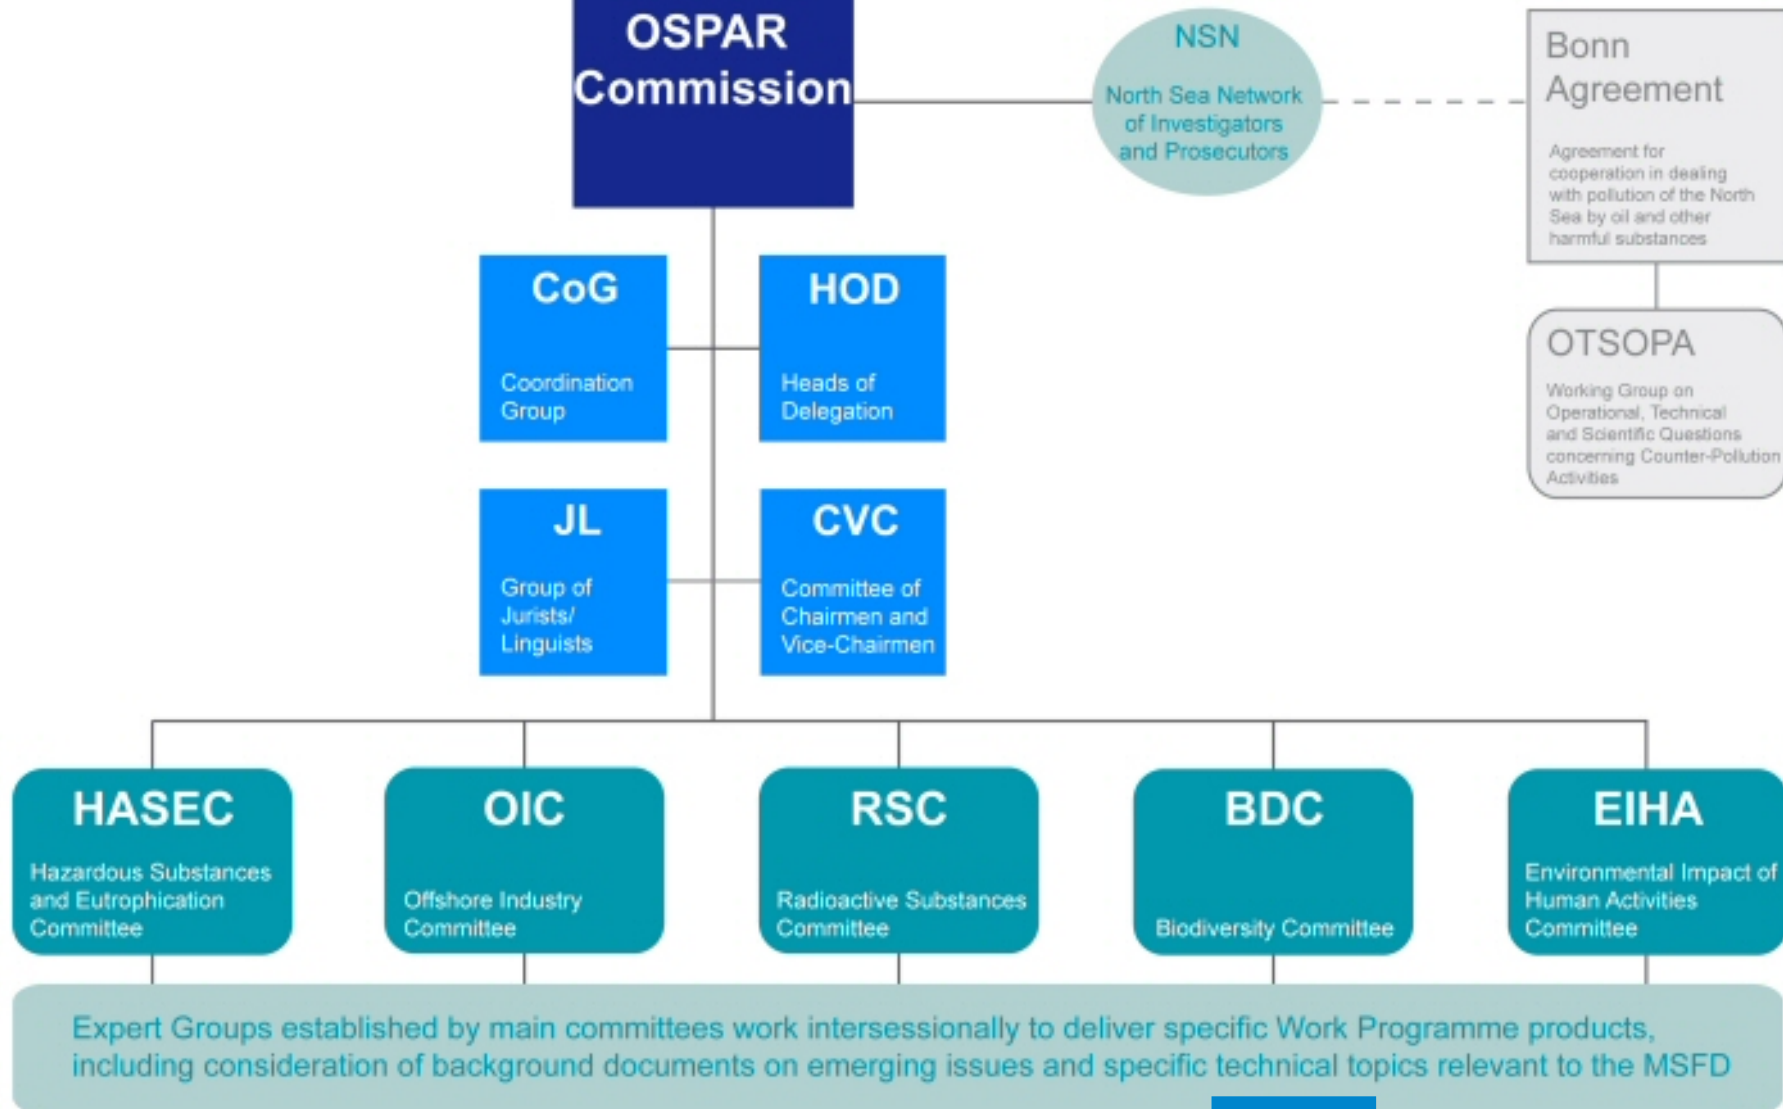 OSPAR
Commission
NSN
North Sea Network
of Investigators
and Prosecutors
Bonn
Agreement
Agreement for
cooperation in dealing
with pollution of the North
Sea by oil and other
harmful substances
OTSOPA
Working Group on
Operational, Technical
and Scientific Questions
concerning Counter-Pollution
Activities
CoG
Coordination
Group
HOD
Heads of
Delegation
JL
Group of
Jurists/
Linguists
CVC
Committee of
Chairmen and
Vice-Chairmen
HASEC
Hazardous Substances
and Eutrophication
Committee
OIC
Offshore Industry
Committee
RSC
Radioactive Substances
Committee
BDC
Biodiversity Committee
EIHA
Environmental Impact of
Human Activities
Committee
Expert Groups established by main committees work intersessionally to deliver specific Work Programme products,
including consideration of background documents on emerging issues and specific technical topics relevant to the MSFD